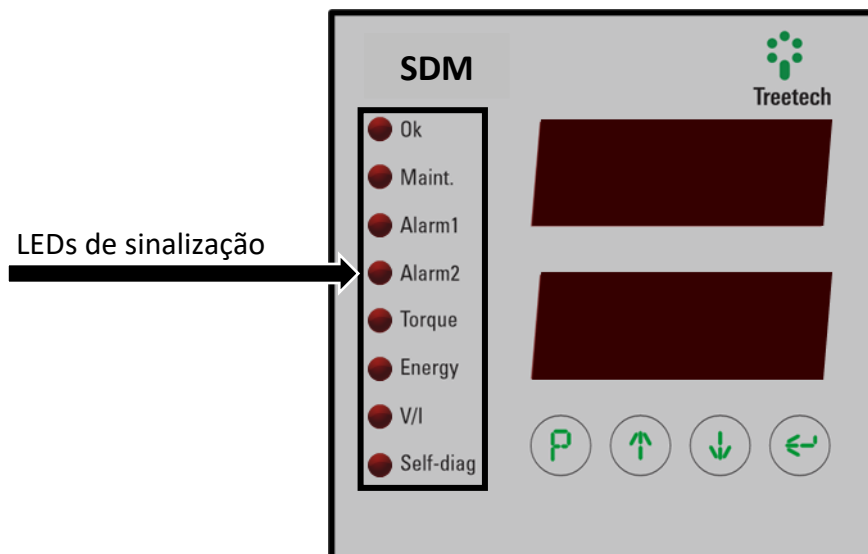 SDM
Treetech
Ok
Maint.
Alarm1
LEDs de sinalização
Alarm2
Torque
Energy
V/I
Self-diag
P